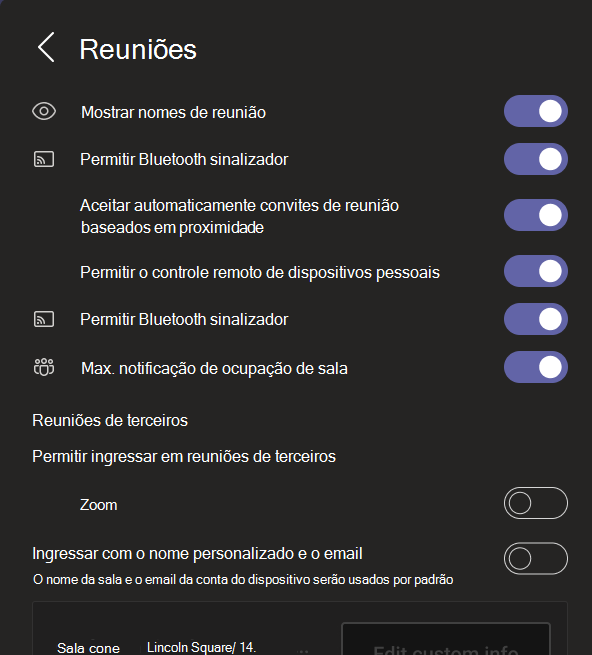 Reuniões
Mostrar nomes de reunião
Permitir Bluetooth sinalizador
Aceitar automaticamente convites de reunião
baseados em proximidade
Permitir o controle remoto de dispositivos pessoais
Permitir Bluetooth sinalizador
Max. notificação de ocupação de sala
Reuniões de terceiros
Permitir ingressar em reuniões de terceiros
Zoom
Ingressar com o nome personalizado e o email
O nome da sala e o email da conta do dispositivo serão usados por padrão
Sala cone Lincoln Square/ 14. Edit custom info